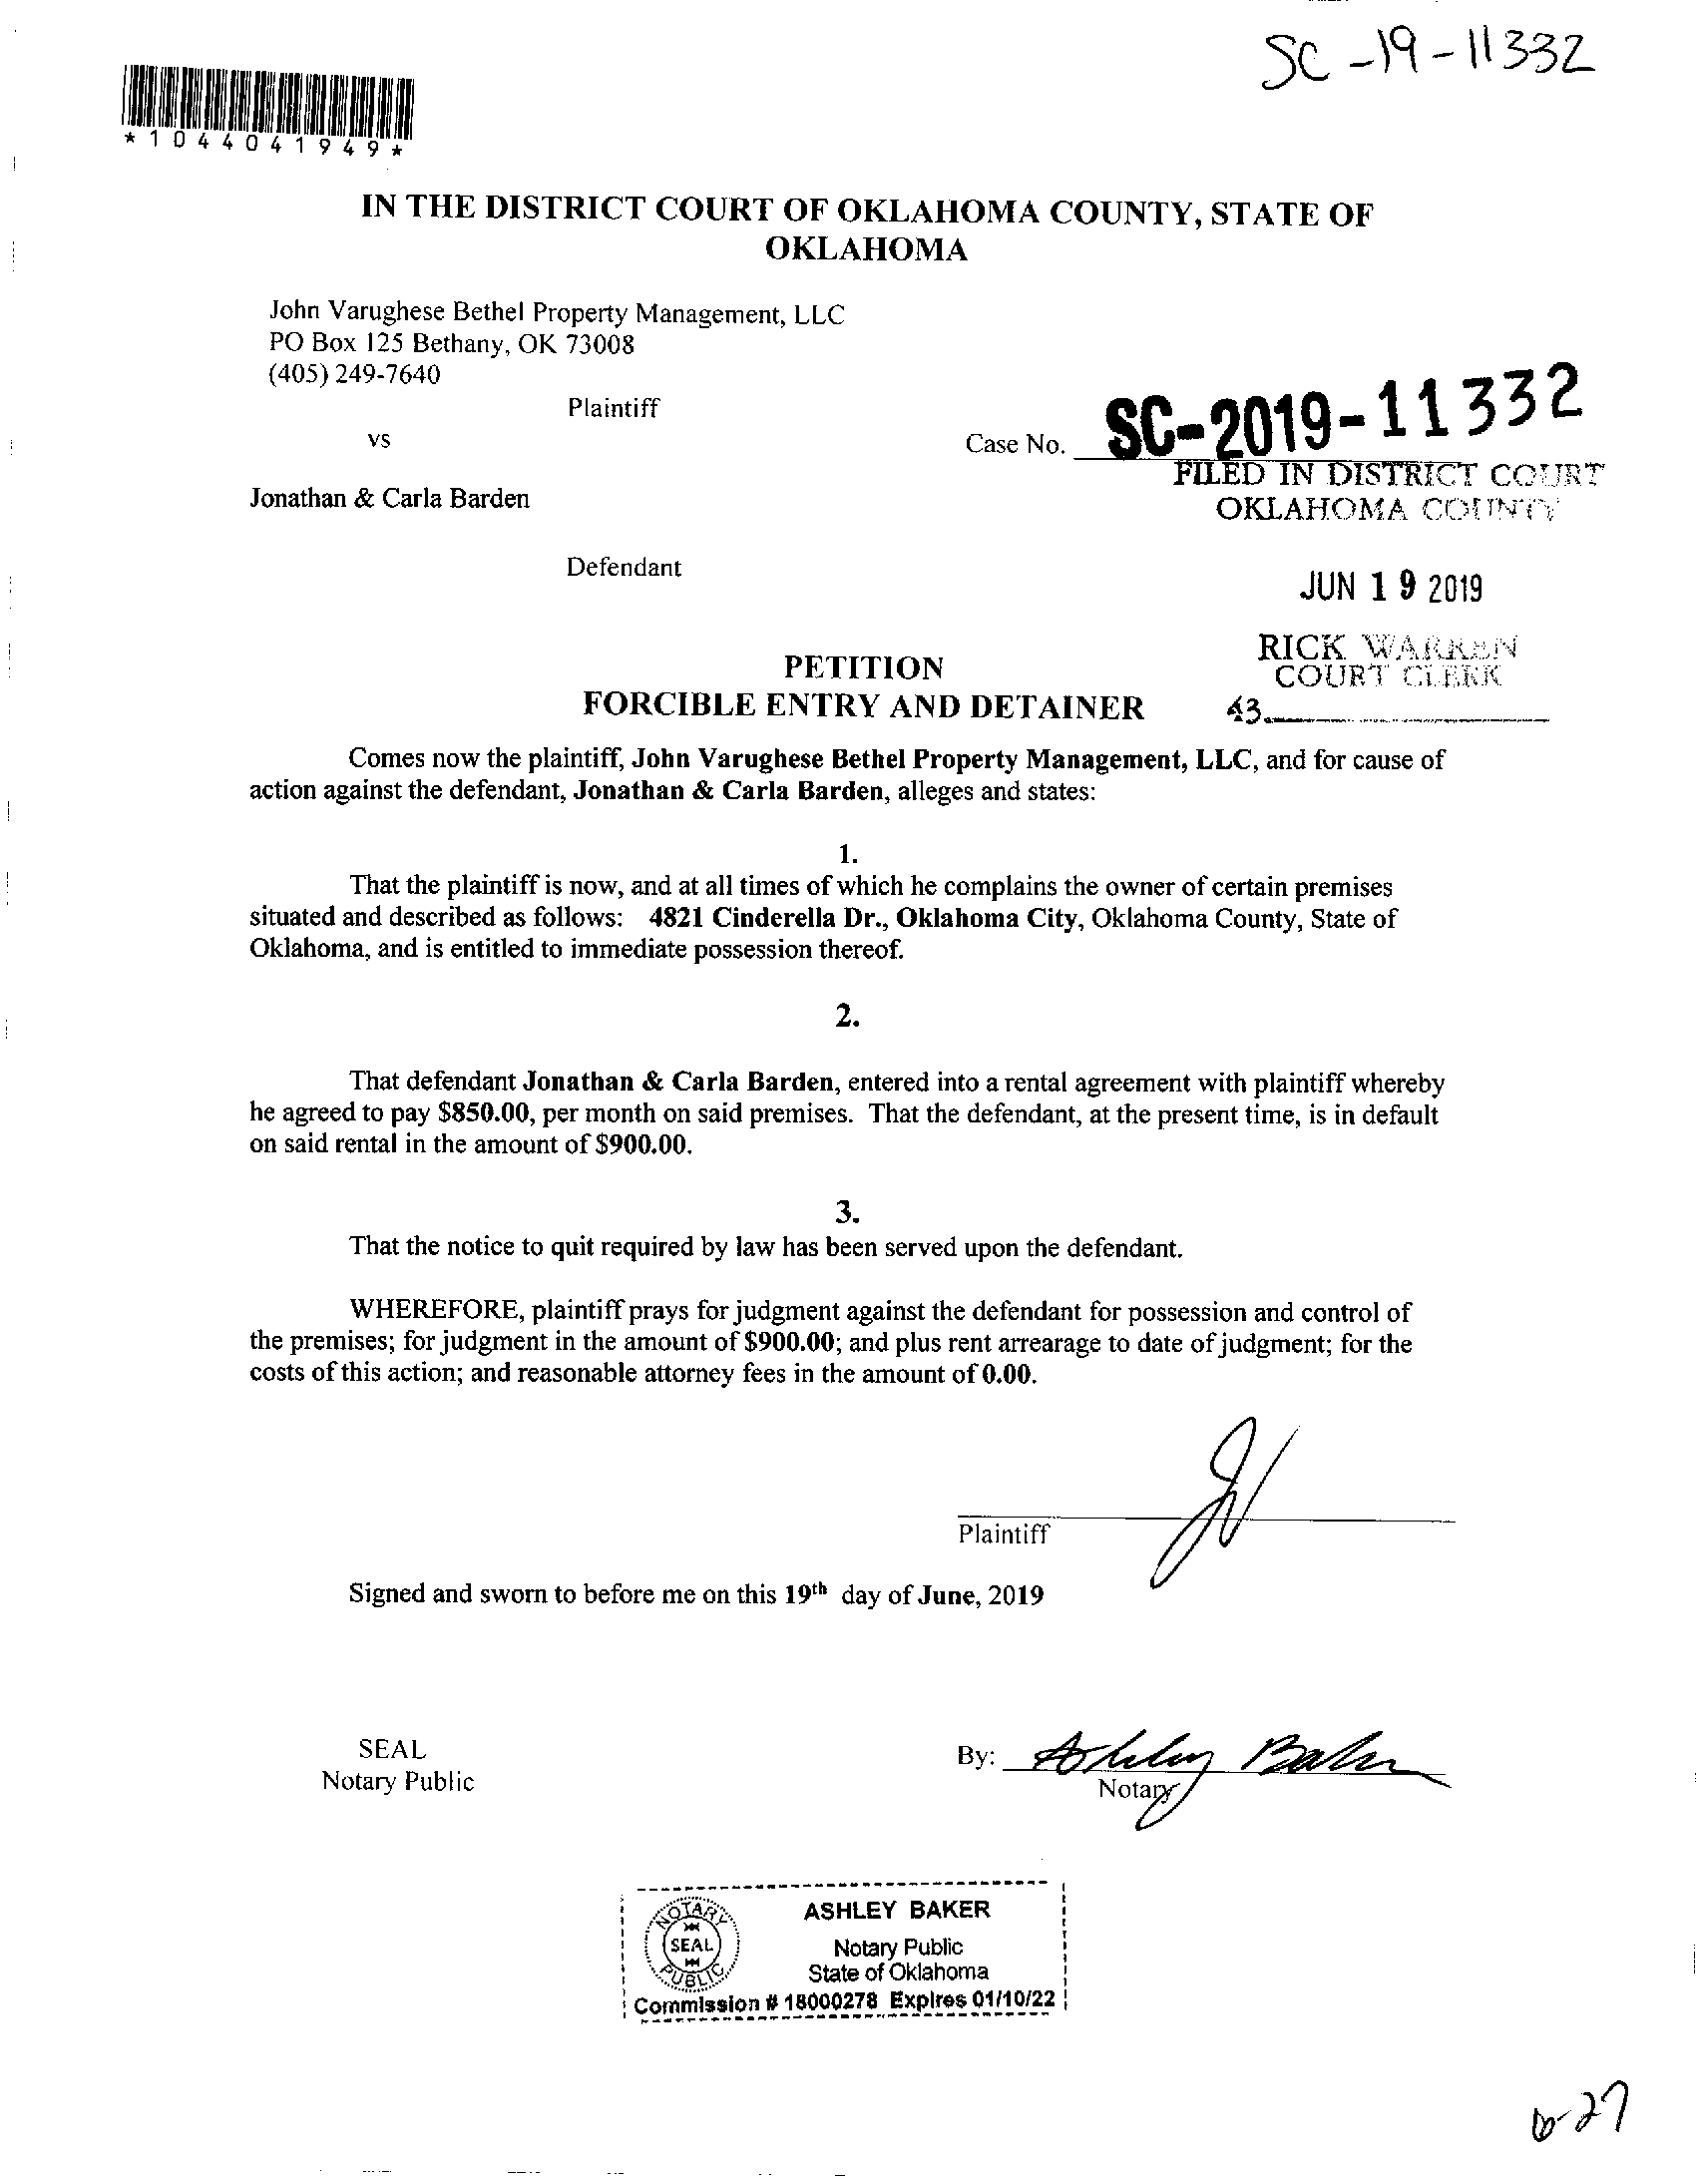 SC-19-11332
*1044041949*
IN THE DISTRICT COURT OF OKLAHOMA COUNTY, STATE OF
OKLAHOMA
John Varughese Bethel Property Management, LLC
PO Box 125 Bethany, OK 73008
(405) 249-7640
Plaintiff
vs
Case No. SC-2019-11332
FILED IN DISTRICT COURT
Jonathan & Carla Barden
OKLAHOMA COUNTY
Defendant
JUN 19 2019
RICK WARREN
COURT CLERK
43
PETITION
FORCIBLE ENTRY AND DETAINER
Comes now the plaintiff, John Varughese Bethel Property Management, LLC, and for cause of
action against the defendant, Jonathan & Carla Barden, alleges and states:
1.
That the plaintiff is now, and at all times of which he complains the owner of certain premises
situated and described as follows: 4821 Cinderella Dr., Oklahoma City, Oklahoma County, State of
Oklahoma, and is entitled to immediate possession thereof.
2.
That defendant Jonathan & Carla Barden, entered into a rental agreement with plaintiff whereby
he agreed to pay $850.00, per month on said premises. That the defendant, at the present time, is in default
on said rental in the amount of $900.00.
3.
That the notice to quit required by law has been served upon the defendant.
WHEREFORE, plaintiff prays for judgment against the defendant for possession and control of
the premises; for judgment in the amount of $900.00; and plus rent arrearage to date of judgment; for the
costs of this action; and reasonable attorney fees in the amount of 0.00.
JV
Plaintiff
Signed and sworn to before me on this 19th day of June, 2019
SEAL
Notary Public
By: Ashley Baker
Notary
NOTARY
SEAL
PUBLIC
ASHLEY BAKER
Notary Public
State of Oklahoma
Commission # 18000278 Expires 01/10/22
6-27